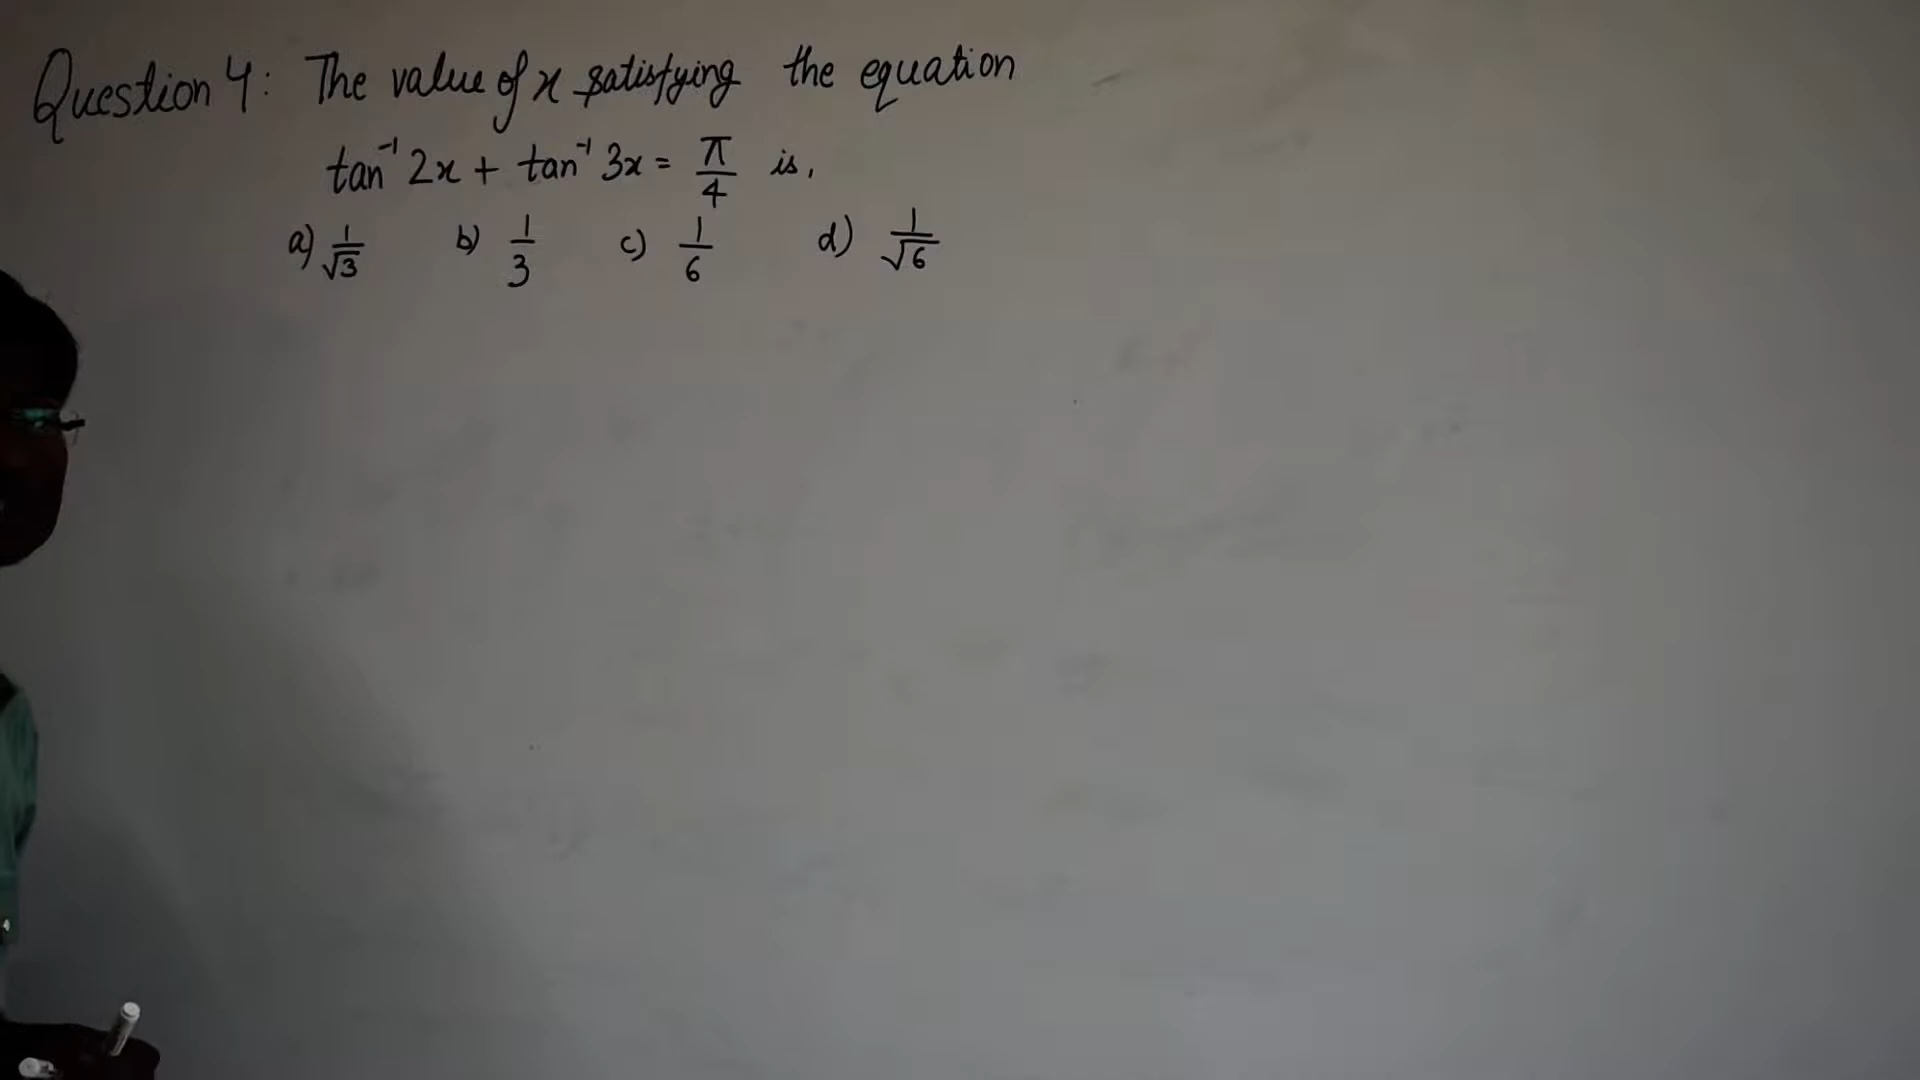 Question 4: The value of x satisfying the equation
tan⁻¹ 2x + tan⁻¹ 3x = π/4 is,
a) 1/√3 b) 1/3 c) 1/6 d) 1/√6